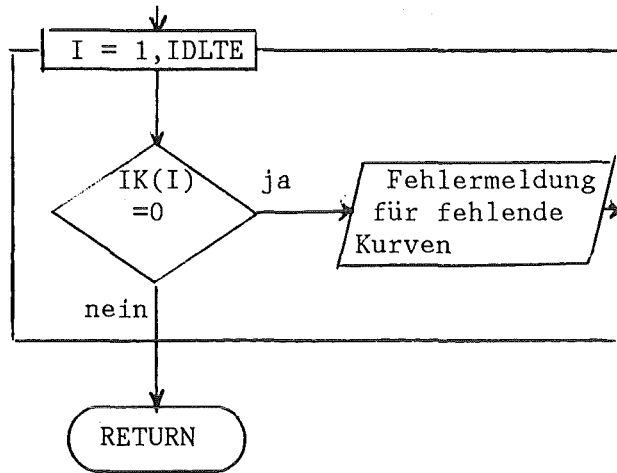 I = 1,IDLTE
IK(I)
=0
ja
Fehlermeldung
für fehlende
Kurven
nein
RETURN